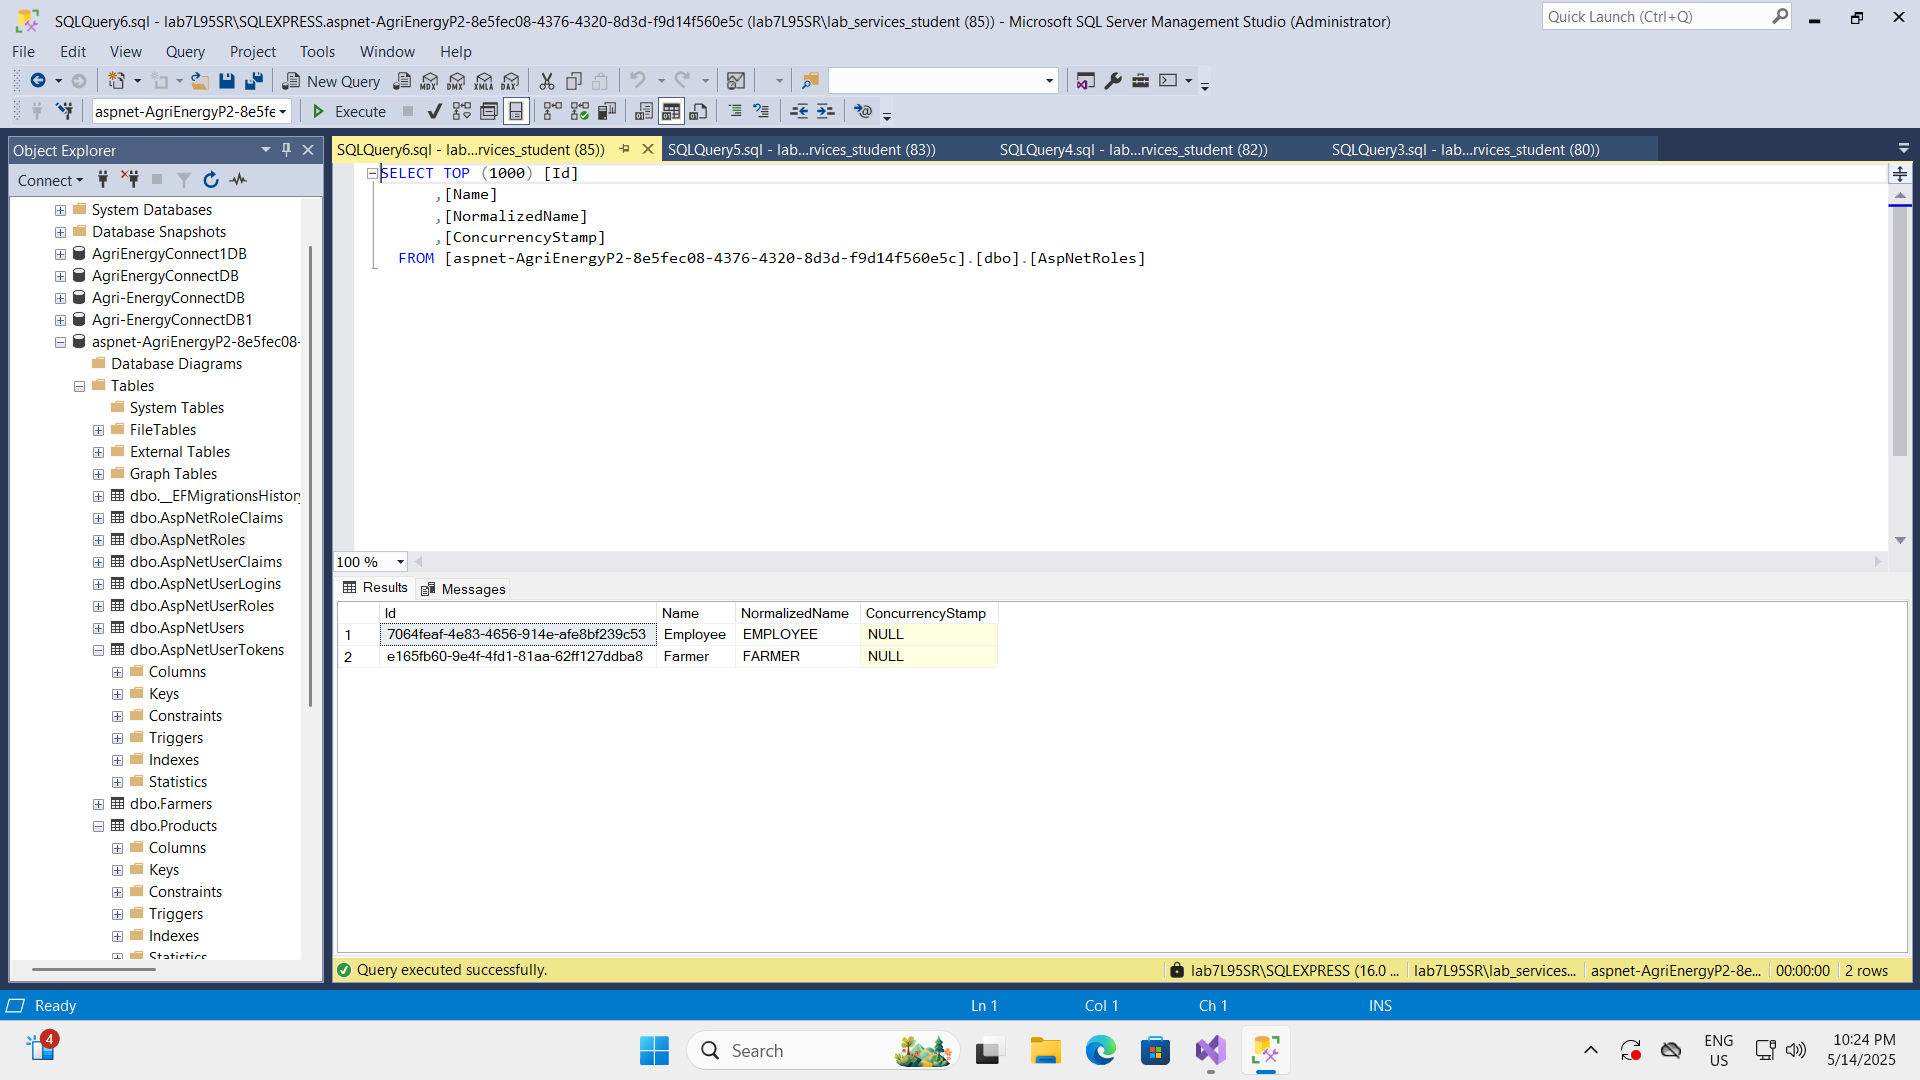 SQLQuery6.sql - lab7L95SR\SQLEXPRESS.aspnet-AgriEnergyP2-8e5fec08-4376-4320-8d3d-f9d14f560e5c (lab7L95SR\lab_services_student (85)) - Microsoft SQL Server Management Studio (Administrator)
Quick Launch (Ctrl+Q)
File Edit View Query Project Tools Window Help
New Query MDX DMX XMLA DAX
aspnet-AgriEnergyP2-8e5fe Execute
Object Explorer
Connect
System Databases
Database Snapshots
AgriEnergyConnect1DB
AgriEnergyConnectDB
Agri-EnergyConnectDB
Agri-EnergyConnectDB1
aspnet-AgriEnergyP2-8e5fec08-
Database Diagrams
Tables
System Tables
FileTables
External Tables
Graph Tables
dbo.__EFMigrationsHistory
dbo.AspNetRoleClaims
dbo.AspNetRoles
dbo.AspNetUserClaims
dbo.AspNetUserLogins
dbo.AspNetUserRoles
dbo.AspNetUsers
dbo.AspNetUserTokens
Columns
Keys
Constraints
Triggers
Indexes
Statistics
dbo.Farmers
dbo.Products
Columns
Keys
Constraints
Triggers
Indexes
Statistics
SQLQuery6.sql - lab...rvices_student (85)) SQLQuery5.sql - lab...rvices_student (83)) SQLQuery4.sql - lab...rvices_student (82)) SQLQuery3.sql - lab...rvices_student (80))
SELECT TOP (1000) [Id]
,[Name]
,[NormalizedName]
,[ConcurrencyStamp]
FROM [aspnet-AgriEnergyP2-8e5fec08-4376-4320-8d3d-f9d14f560e5c].[dbo].[AspNetRoles]
100 %
Results Messages
Id Name NormalizedName ConcurrencyStamp
1 7064feaf-4e83-4656-914e-afe8bf239c53 Employee EMPLOYEE NULL
2 e165fb60-9e4f-4fd1-81aa-62ff127ddba8 Farmer FARMER NULL
Query executed successfully. lab7L95SR\SQLEXPRESS (16.0 ... lab7L95SR\lab_services... aspnet-AgriEnergyP2-8e... 00:00:00 2 rows
Ready Ln 1 Col 1 Ch 1 INS
4 Search ENG US 10:24 PM
5/14/2025